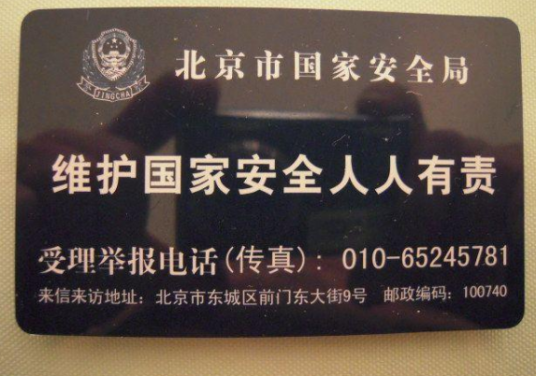 JINGCHA
北京市国家安全局
维护国家安全人人有责
受理举报电话(传真): 010-65245781
来信来访地址: 北京市东城区前门东大街9号 邮政编码: 100740